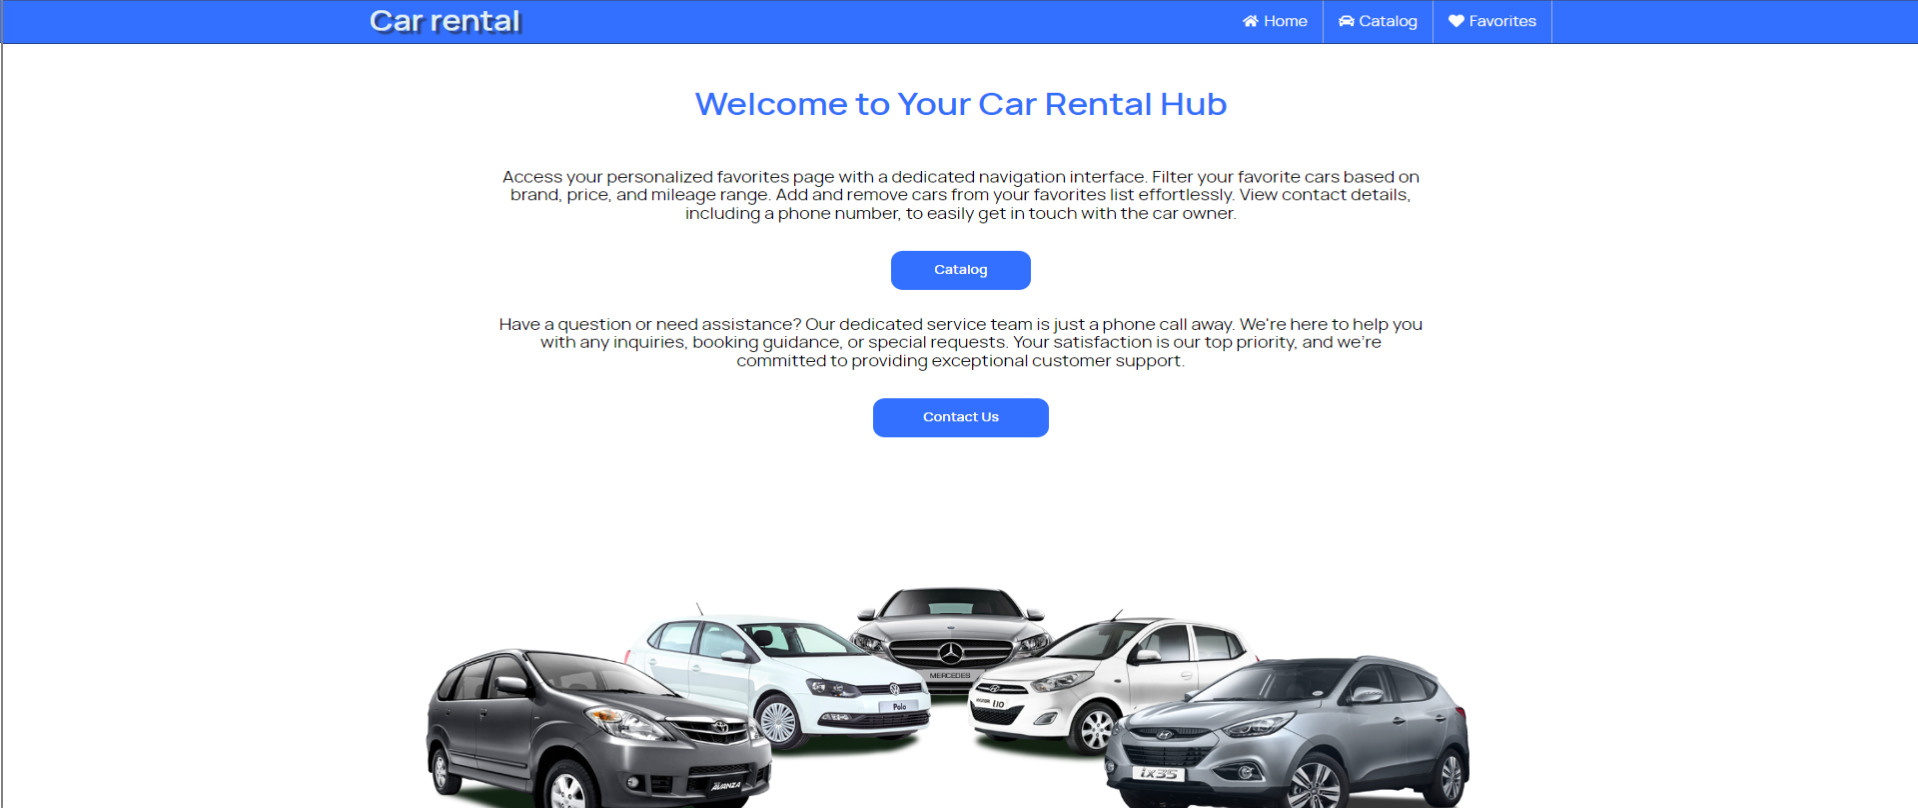 Car rental
Home
Catalog
Favorites
Welcome to Your Car Rental Hub
Access your personalized favorites page with a dedicated navigation interface. Filter your favorite cars based on
brand, price, and mileage range. Add and remove cars from your favorites list effortlessly. View contact details,
including a phone number, to easily get in touch with the car owner.
Catalog
Have a question or need assistance? Our dedicated service team is just a phone call away. We're here to help you
with any inquiries, booking guidance, or special requests. Your satisfaction is our top priority, and we're
committed to providing exceptional customer support.
Contact Us
MERCEDES
Polo
HYUNDAI i10
AVANZA
ix35